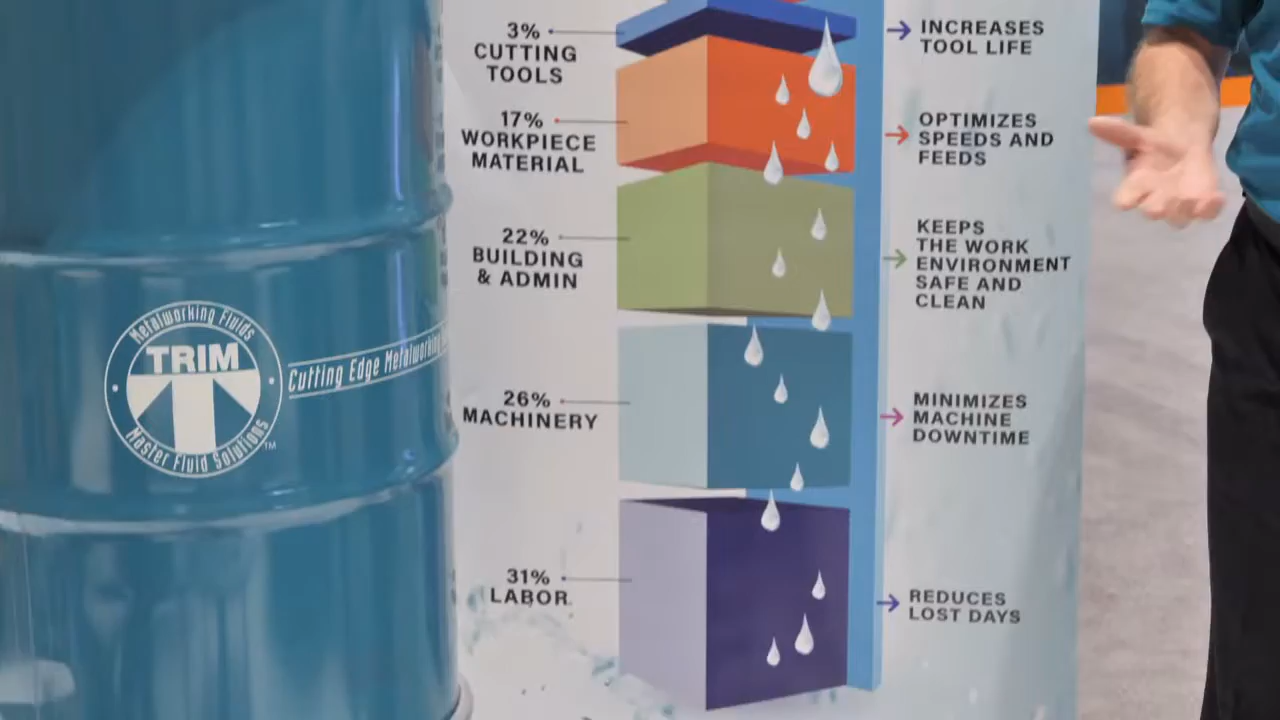 3%
CUTTING
TOOLS
INCREASES
TOOL LIFE
17%
WORKPIECE
MATERIAL
OPTIMIZES
SPEEDS AND
FEEDS
22%
BUILDING
& ADMIN
KEEPS
THE WORK
ENVIRONMENT
SAFE AND
CLEAN
26%
MACHINERY
MINIMIZES
MACHINE
DOWNTIME
31%
LABOR
REDUCES
LOST DAYS
Metalworking Fluids
TRIM
Master Fluid Solutions
TM
Cutting Edge Metalworking